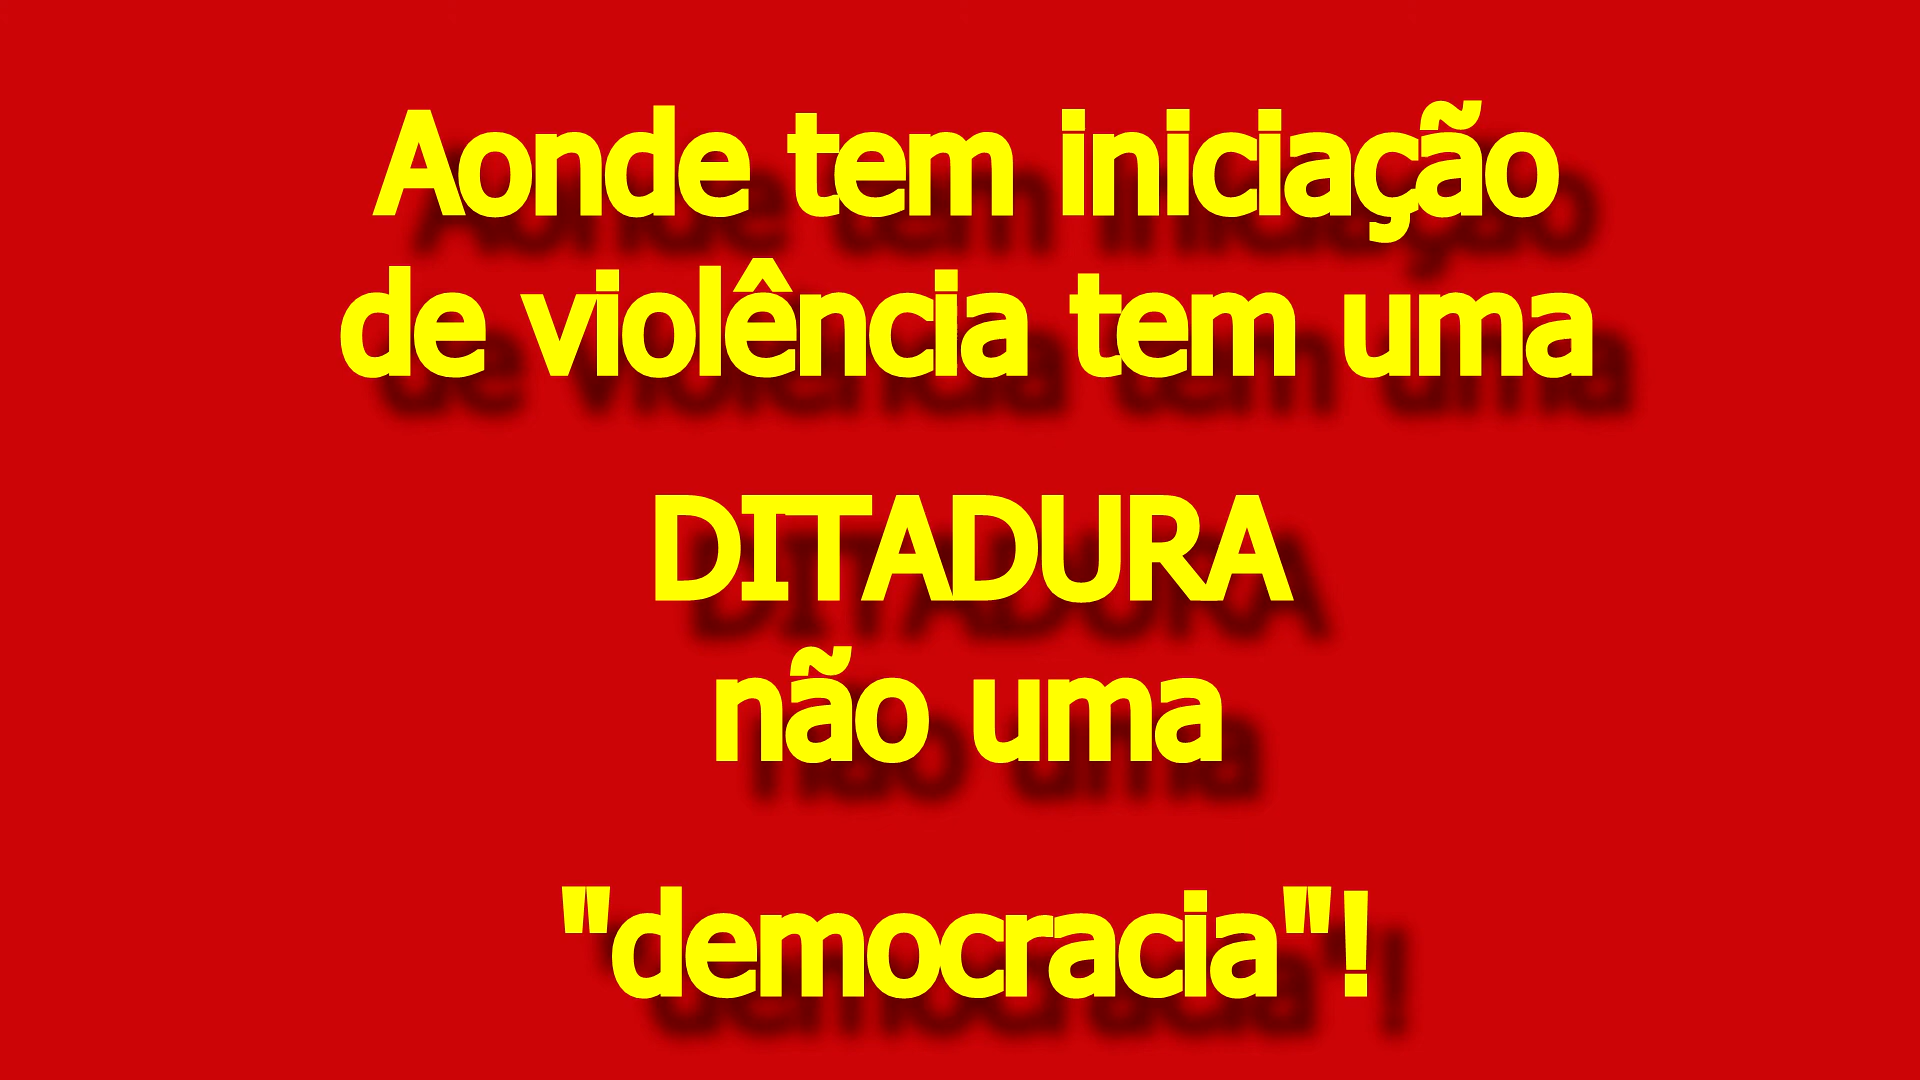 Aonde tem iniciação
de violência tem uma
DITADURA
não uma
"democracia"!